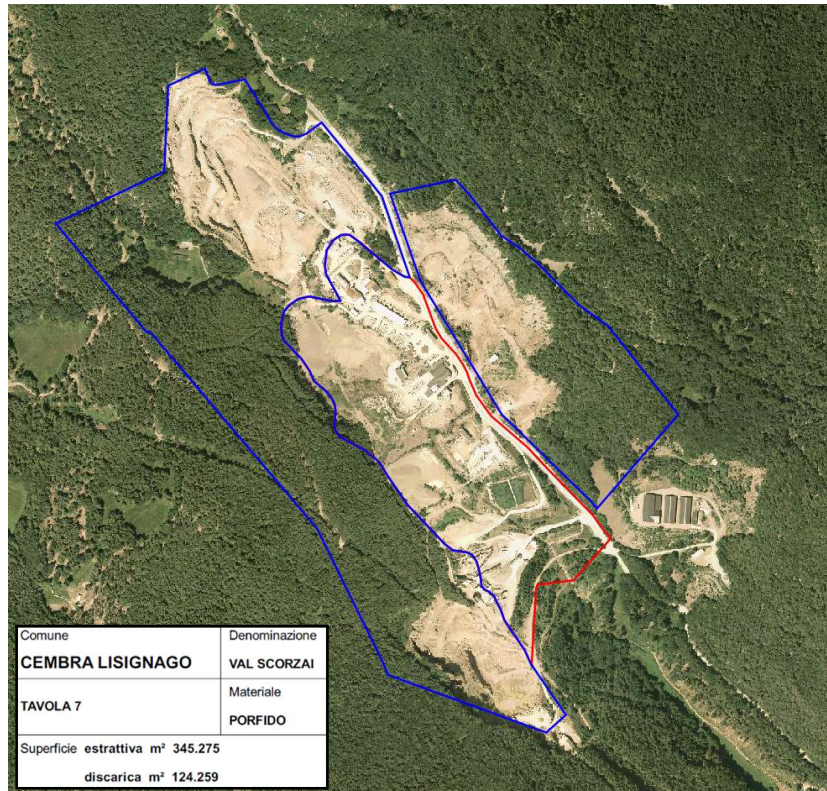 Comune
CEMBRA LISIGNAGO
Denominazione
VAL SCORZAI
TAVOLA 7
Materiale
PORFIDO
Superficie estrattiva m² 345.275
discarica m² 124.259